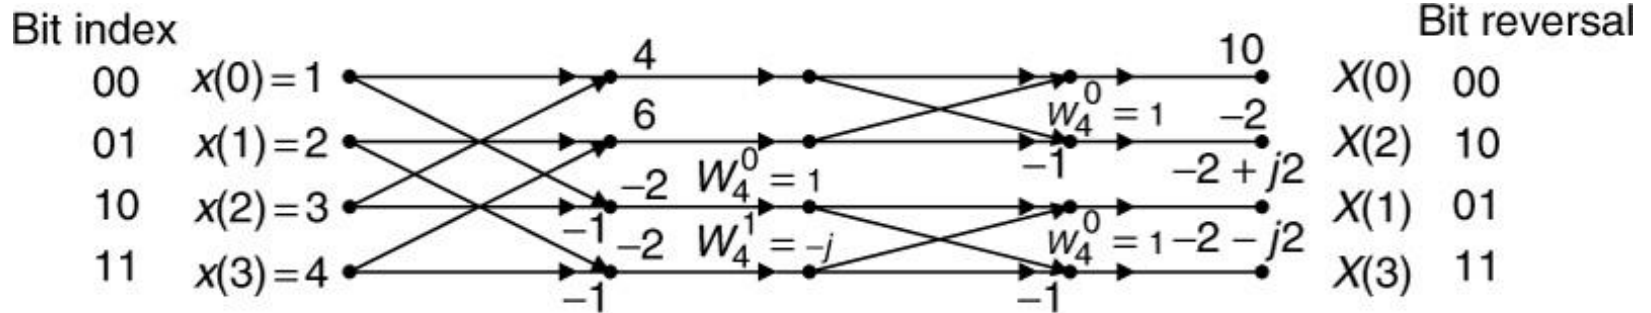 Bit index Bit reversal
00 x(0) = 1 4 10 X(0) 00
W₄⁰ = 1
01 x(1) = 2 6 −1 −2 X(2) 10
10 x(2) = 3 −1 −2 W₄⁰ = 1 −2 + j2 X(1) 01
W₄⁰ = 1
11 x(3) = 4 −1 −2 W₄¹ = −j −1 −2 − j2 X(3) 11